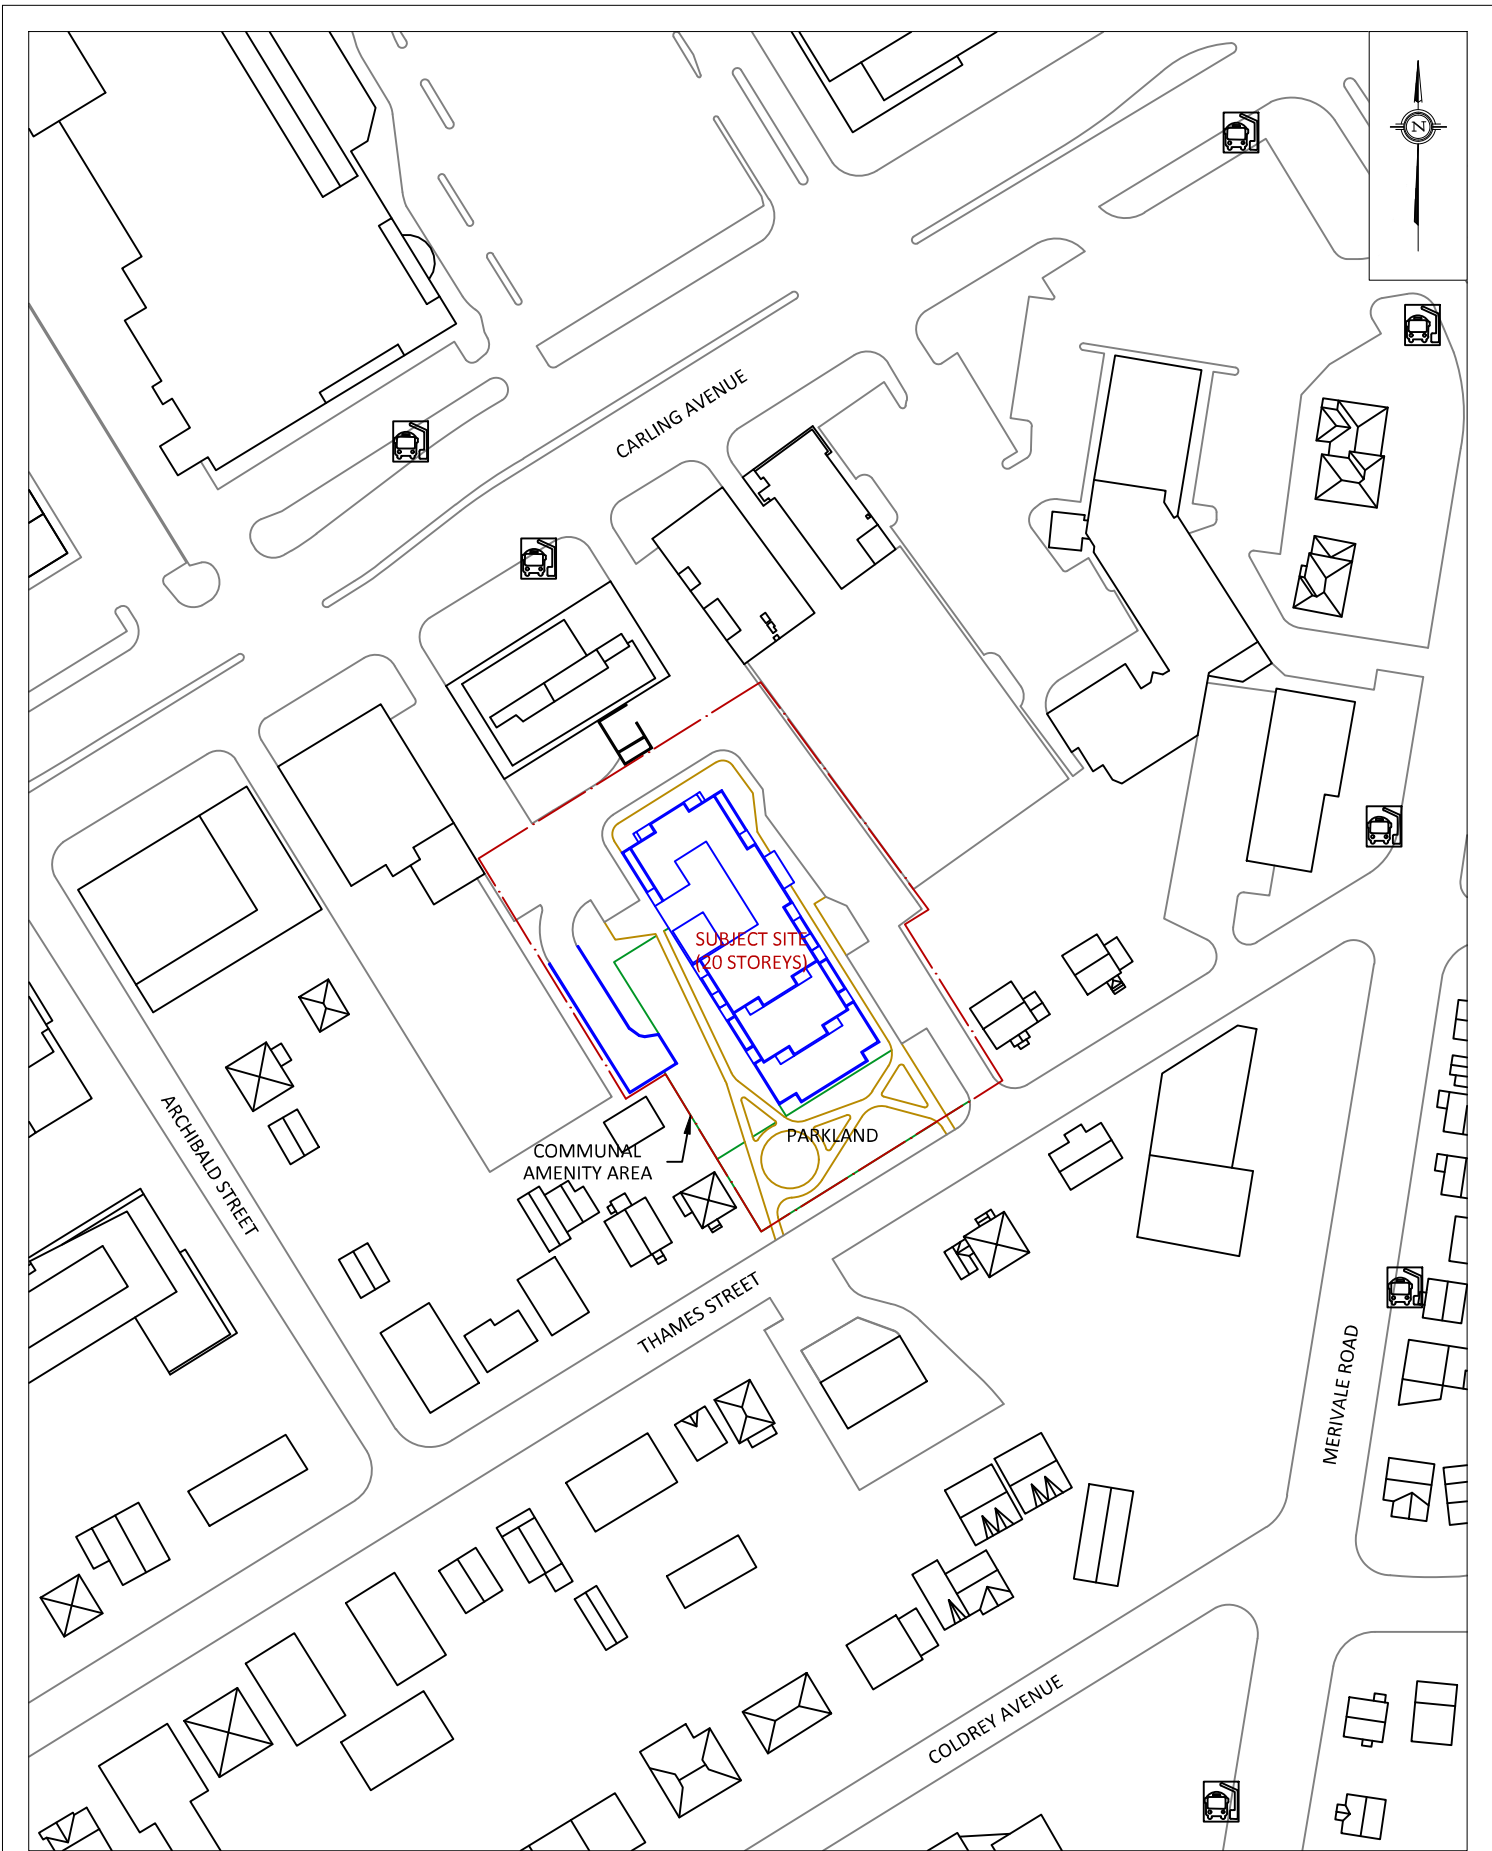 N
CARLING AVENUE
SUBJECT SITE
(20 STOREYS)
ARCHIBALD STREET
COMMUNAL
AMENITY AREA
PARKLAND
THAMES STREET
MERIVALE ROAD
COLDREY AVENUE